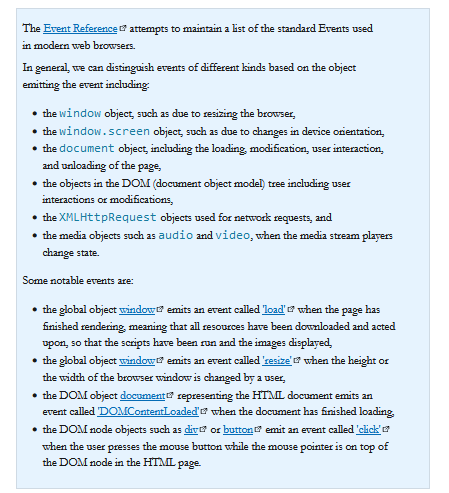 The Event Reference attempts to maintain a list of the standard Events used
in modern web browsers.
In general, we can distinguish events of different kinds based on the object
emitting the event including:
• the window object, such as due to resizing the browser,
• the window.screen object, such as due to changes in device orientation,
• the document object, including the loading, modification, user interaction,
and unloading of the page,
• the objects in the DOM (document object model) tree including user
interactions or modifications,
• the XMLHttpRequest objects used for network requests, and
• the media objects such as audio and video, when the media stream players
change state.
Some notable events are:
• the global object window emits an event called 'load' when the page has
finished rendering, meaning that all resources have been downloaded and acted
upon, so that the scripts have been run and the images displayed,
• the global object window emits an event called 'resize' when the height or
the width of the browser window is changed by a user,
• the DOM object document representing the HTML document emits an
event called 'DOMContentLoaded' when the document has finished loading,
• the DOM node objects such as div or button emit an event called 'click'
when the user presses the mouse button while the mouse pointer is on top of
the DOM node in the HTML page.